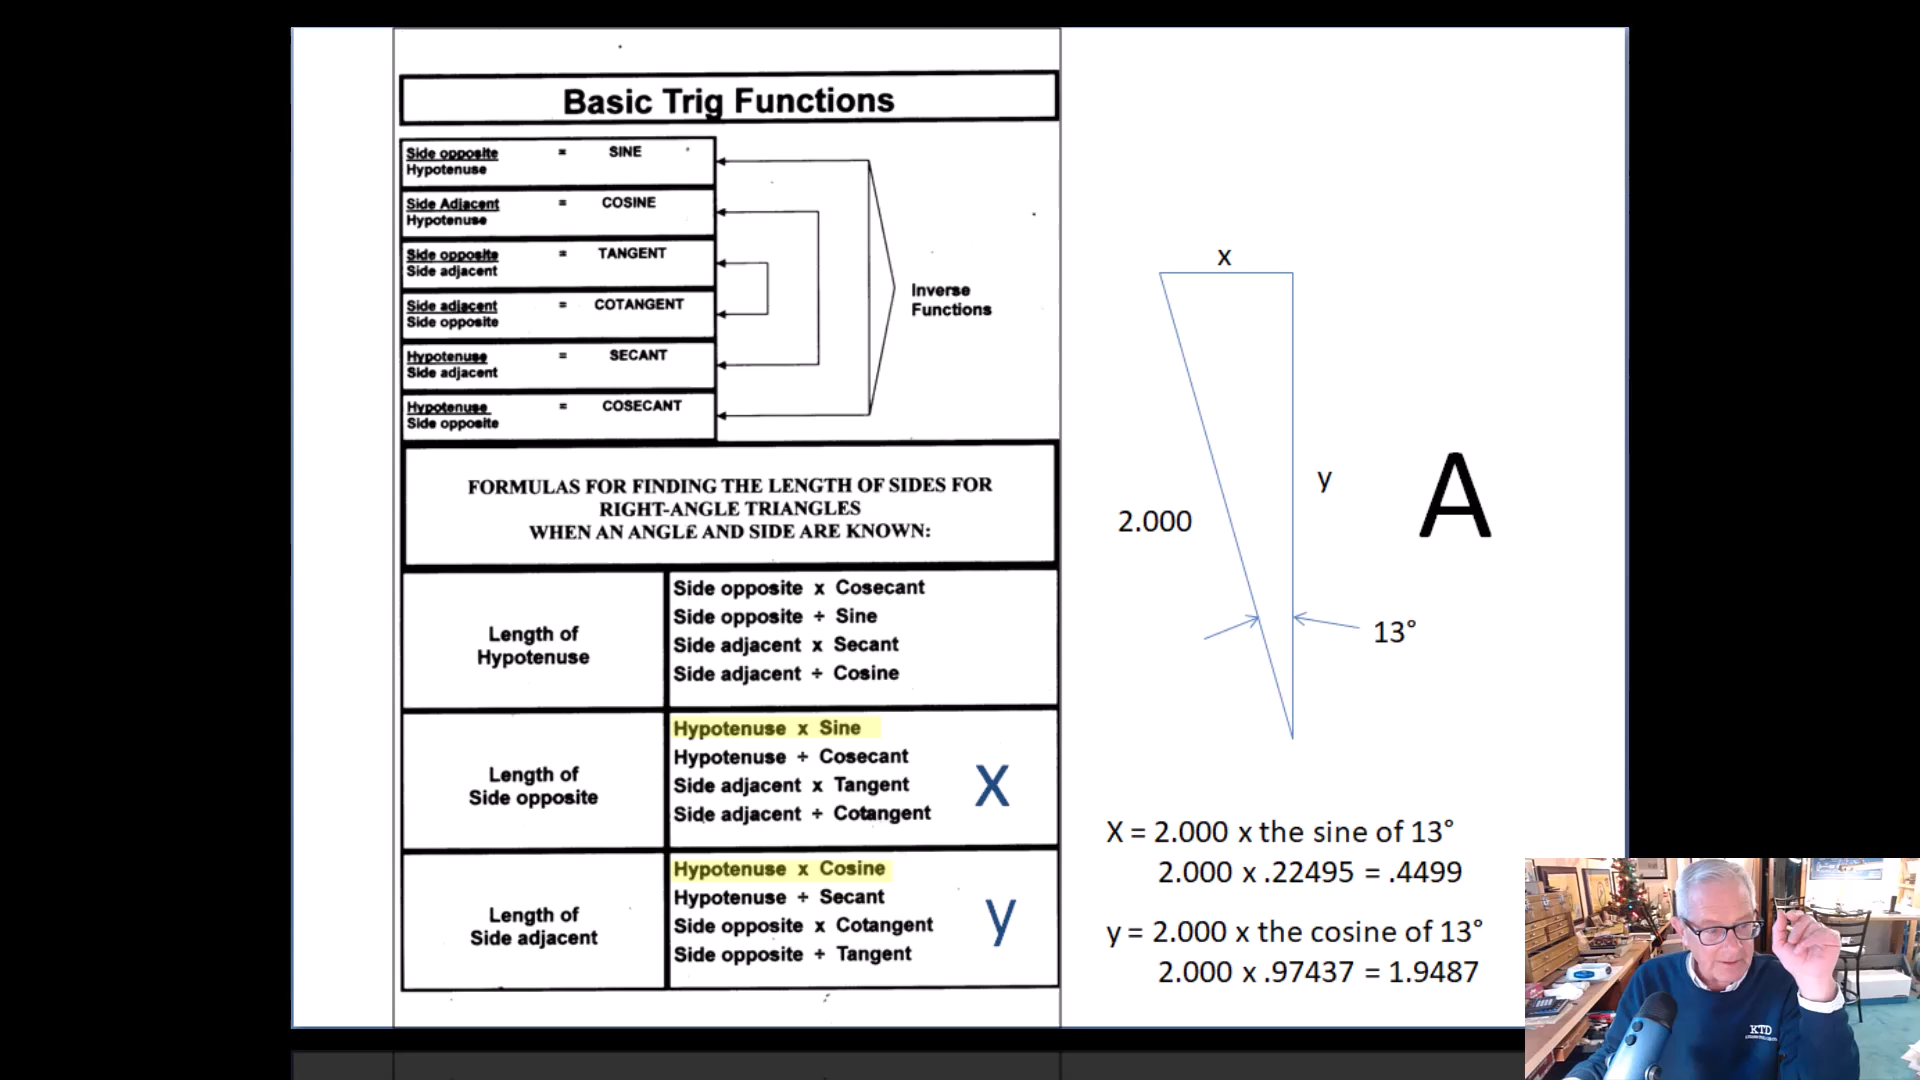 Basic Trig Functions
Side opposite = SINE
Hypotenuse
Side Adjacent = COSINE
Hypotenuse
Side opposite = TANGENT
Side adjacent
Side adjacent = COTANGENT
Side opposite
Hypotenuse = SECANT
Side adjacent
Hypotenuse = COSECANT
Side opposite
Inverse
Functions
FORMULAS FOR FINDING THE LENGTH OF SIDES FOR
RIGHT-ANGLE TRIANGLES
WHEN AN ANGLE AND SIDE ARE KNOWN:
Length of
Hypotenuse
Side opposite x Cosecant
Side opposite ÷ Sine
Side adjacent x Secant
Side adjacent ÷ Cosine
Length of
Side opposite
Hypotenuse x Sine
Hypotenuse ÷ Cosecant
Side adjacent x Tangent
Side adjacent ÷ Cotangent
X
Length of
Side adjacent
Hypotenuse x Cosine
Hypotenuse ÷ Secant
Side opposite x Cotangent
Side opposite ÷ Tangent
y
x
y
A
2.000
13°
X = 2.000 x the sine of 13°
2.000 x .22495 = .4499
y = 2.000 x the cosine of 13°
2.000 x .97437 = 1.9487
KTD